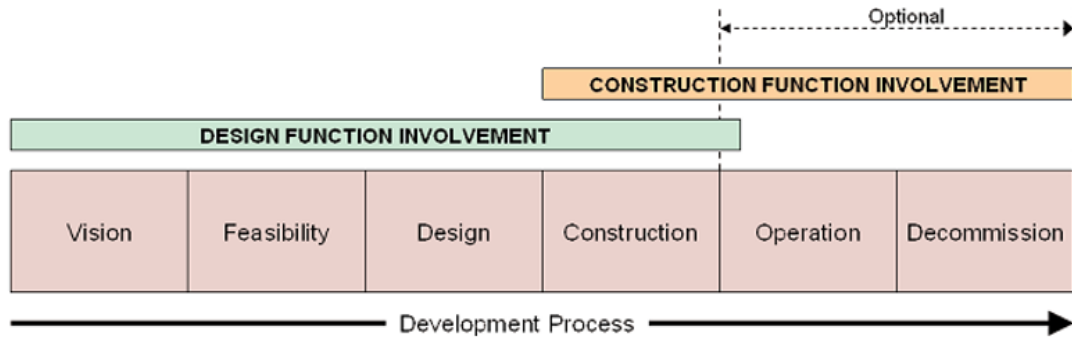 Optional
CONSTRUCTION FUNCTION INVOLVEMENT
DESIGN FUNCTION INVOLVEMENT
Vision
Feasibility
Design
Construction
Operation
Decommission
Development Process